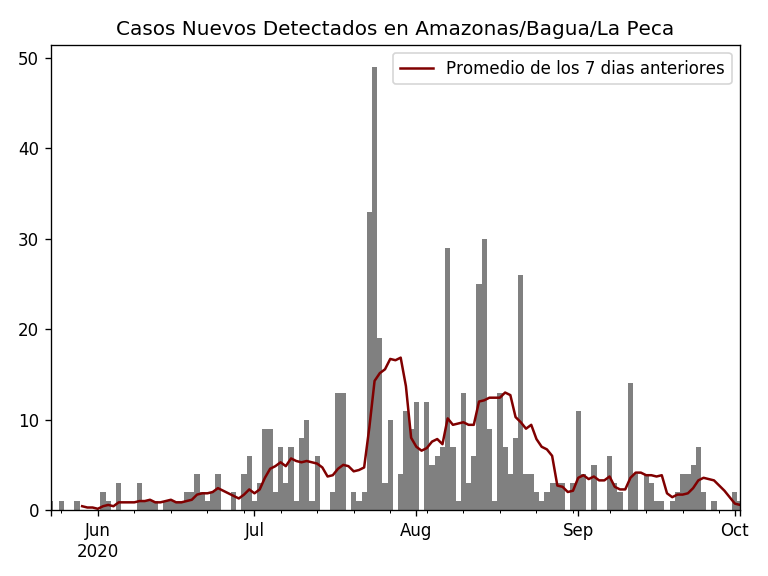 Casos Nuevos Detectados en Amazonas/Bagua/La Peca
Promedio de los 7 dias anteriores
50
40
30
20
10
0
Jun Jul Aug Sep Oct
2020